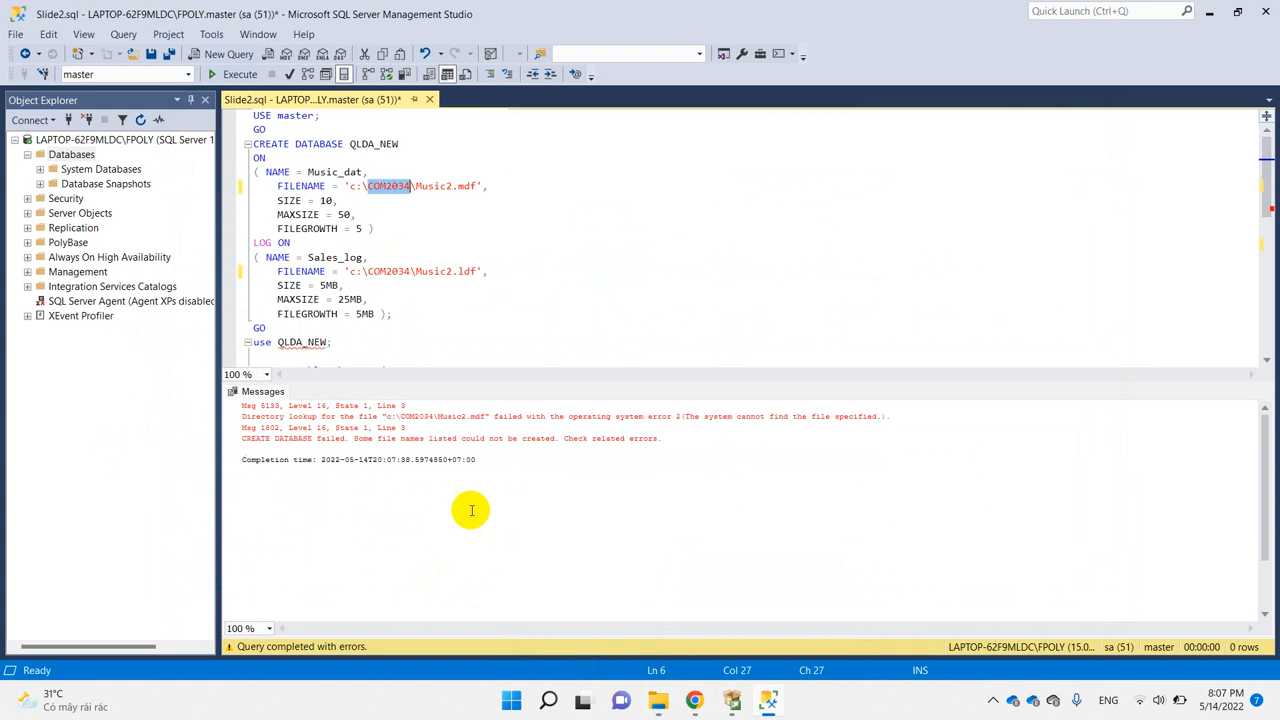 Slide2.sql - LAPTOP-62F9MLDC\FPOLY.master (sa (51))* - Microsoft SQL Server Management Studio
Quick Launch (Ctrl+Q)
File Edit View Query Project Tools Window Help
New Query
MDX DMX XMLA DAX
master
Execute
Object Explorer
Slide2.sql - LAPTOP...LY.master (sa (51))*
Connect
LAPTOP-62F9MLDC\FPOLY (SQL Server 1
Databases
System Databases
Database Snapshots
Security
Server Objects
Replication
PolyBase
Always On High Availability
Management
Integration Services Catalogs
SQL Server Agent (Agent XPs disabled
XEvent Profiler
USE master;
GO
CREATE DATABASE QLDA_NEW
ON
( NAME = Music_dat,
FILENAME = 'c:\COM2034\Music2.mdf',
SIZE = 10,
MAXSIZE = 50,
FILEGROWTH = 5 )
LOG ON
( NAME = Sales_log,
FILENAME = 'c:\COM2034\Music2.ldf',
SIZE = 5MB,
MAXSIZE = 25MB,
FILEGROWTH = 5MB );
GO
use QLDA_NEW;
100 %
Messages
Msg 5133, Level 16, State 1, Line 3
Directory lookup for the file "c:\COM2034\Music2.mdf" failed with the operating system error 2(The system cannot find the file specified.).
Msg 1802, Level 16, State 1, Line 3
CREATE DATABASE failed. Some file names listed could not be created. Check related errors.
Completion time: 2022-05-14T20:07:38.5974850+07:00
100 %
Query completed with errors.
LAPTOP-62F9MLDC\FPOLY (15.0... sa (51) master 00:00:00 0 rows
Ready
Ln 6 Col 27 Ch 27 INS
31°C
Có mây rải rác
ENG
8:07 PM
5/14/2022
7